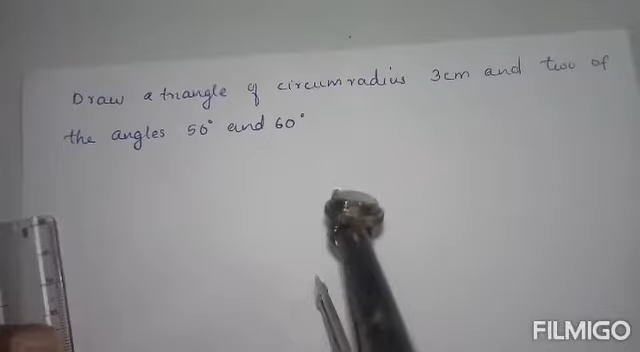 Draw a triangle of circumradius 3cm and two of
the angles 50° and 60°
FILMIGO